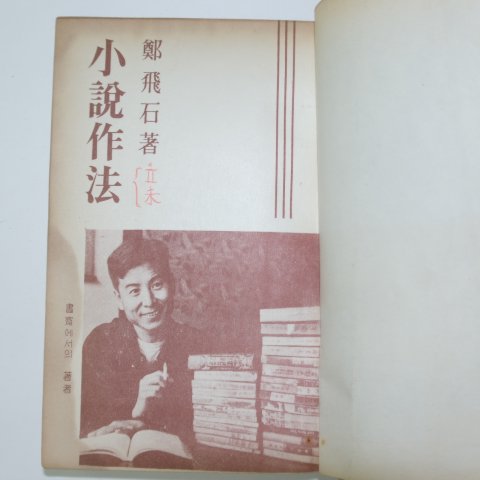 鄭飛石著
小說作法
書齋에서의 著者